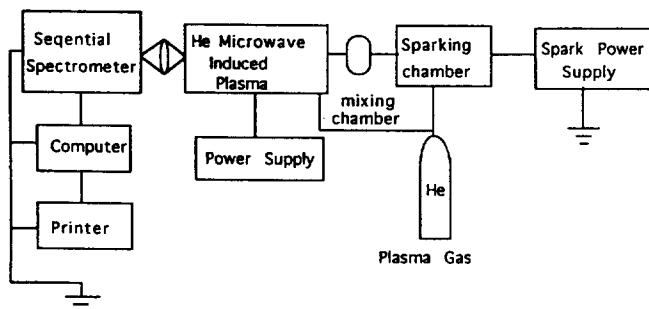 Seqential
Spectrometer
He Microwave
Induced
Plasma
Sparking
chamber
Spark Power
Supply
mixing
chamber
Computer
Power Supply
He
Printer
Plasma Gas